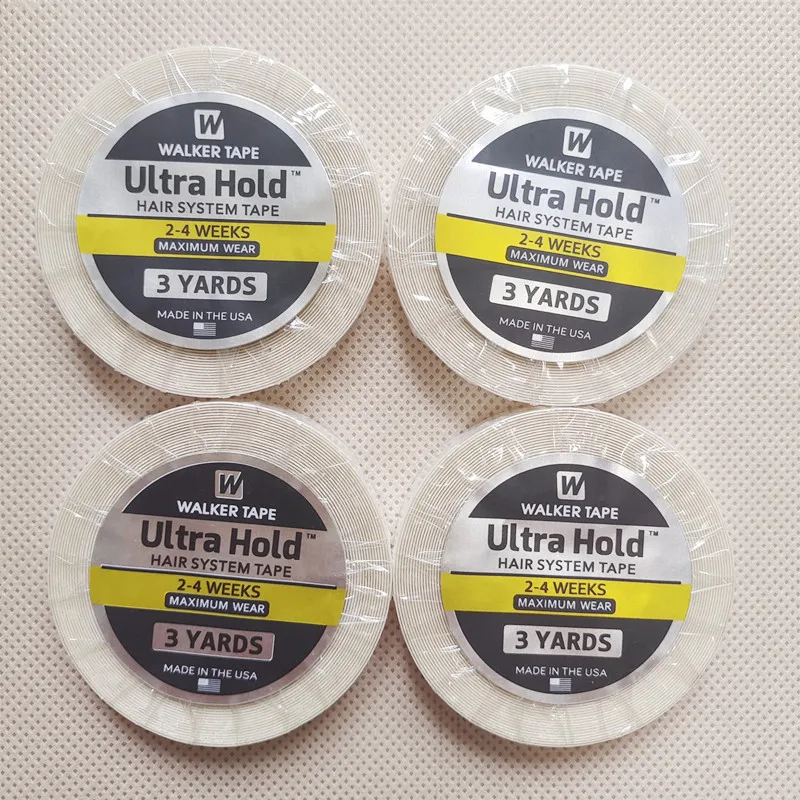 W
WALKER TAPE
Ultra Hold™
HAIR SYSTEM TAPE
2-4 WEEKS
MAXIMUM WEAR
3 YARDS
MADE IN THE USA
W
WALKER TAPE
Ultra Hold™
HAIR SYSTEM TAPE
2-4 WEEKS
MAXIMUM WEAR
3 YARDS
MADE IN THE USA
W
WALKER TAPE
Ultra Hold™
HAIR SYSTEM TAPE
2-4 WEEKS
MAXIMUM WEAR
3 YARDS
MADE IN THE USA
W
WALKER TAPE
Ultra Hold™
HAIR SYSTEM TAPE
2-4 WEEKS
MAXIMUM WEAR
3 YARDS
MADE IN THE USA